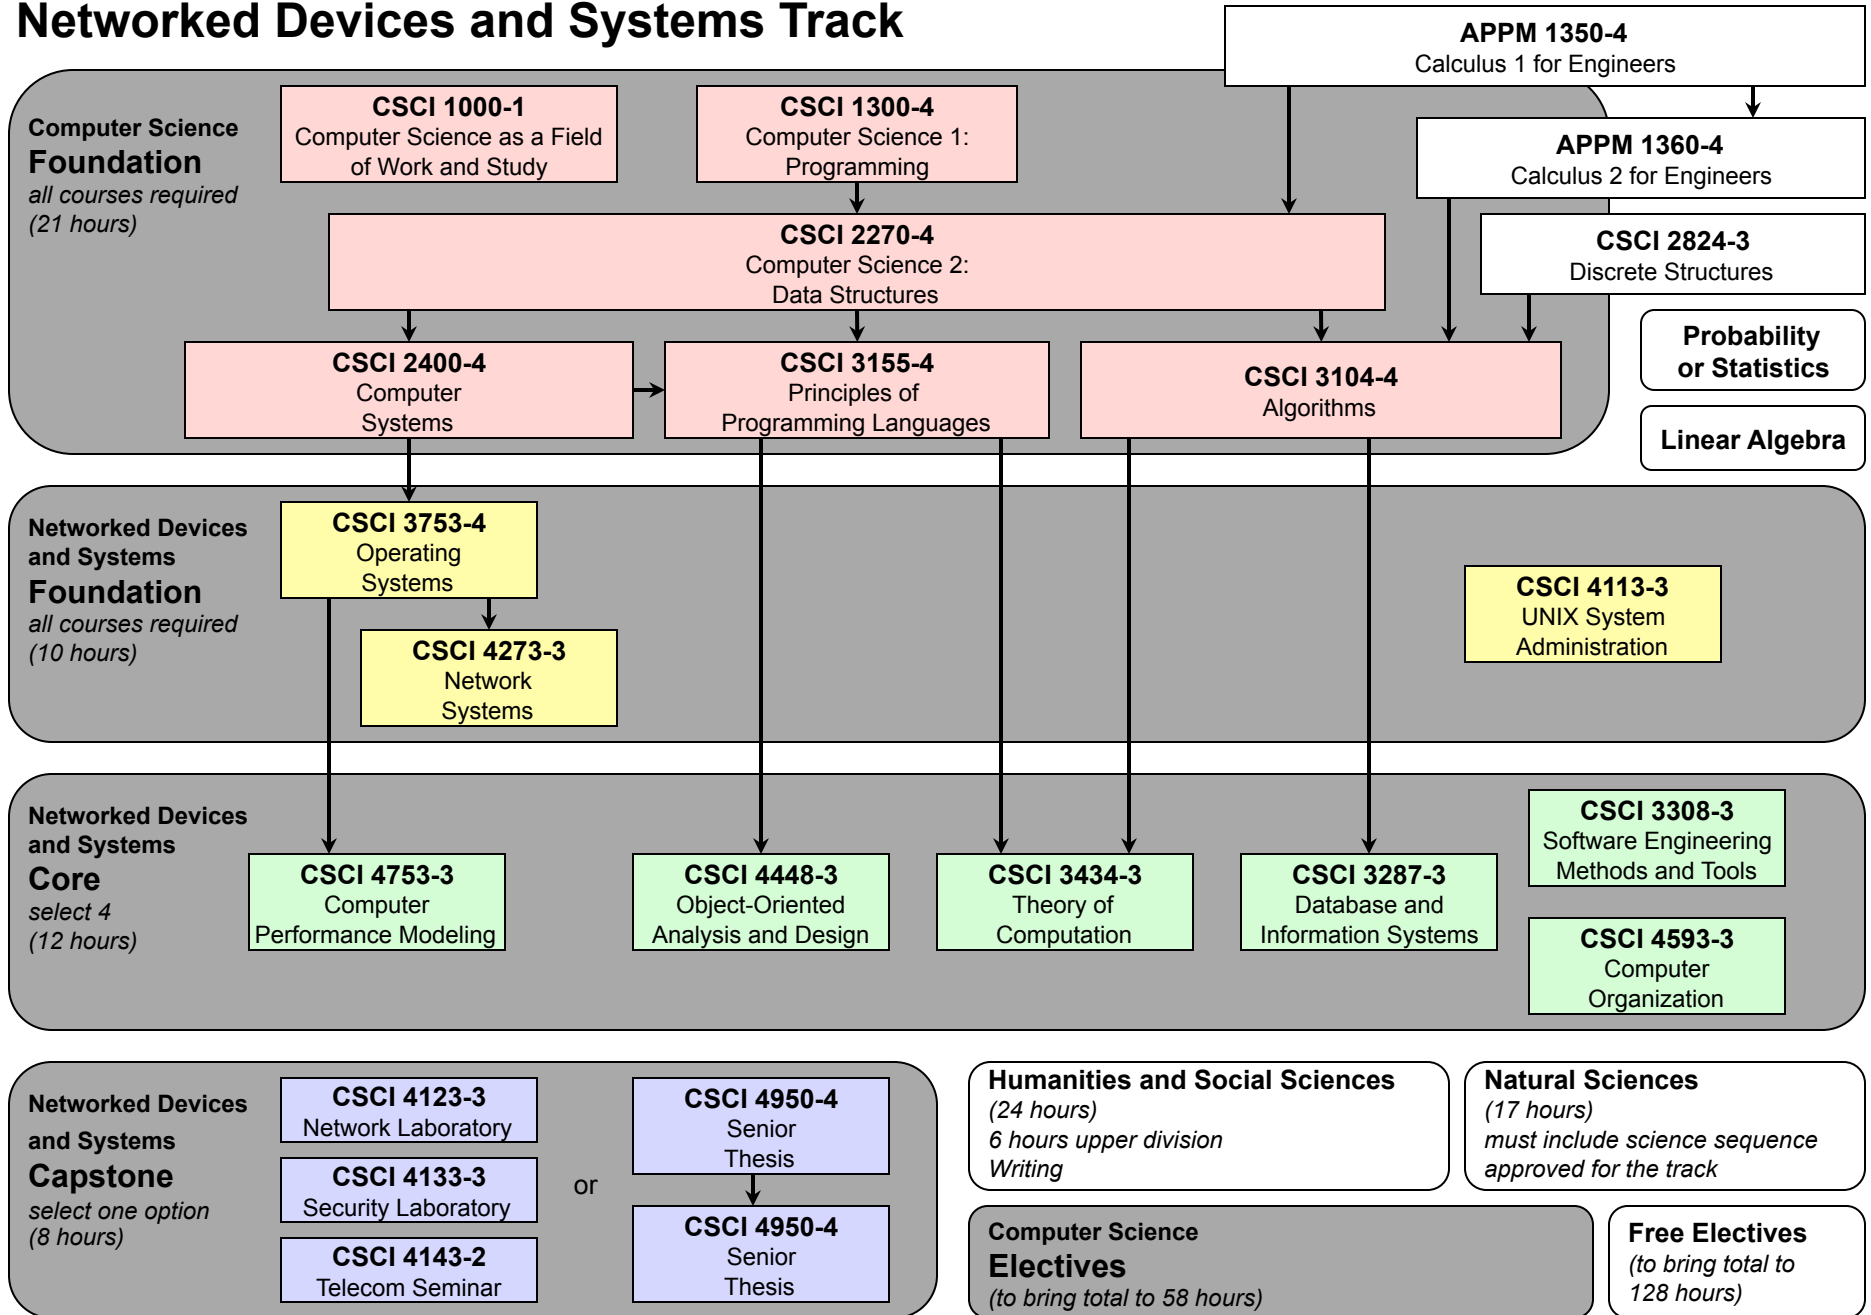 Networked Devices and Systems Track
APPM 1350-4
Calculus 1 for Engineers
Computer Science
Foundation
all courses required
(21 hours)
CSCI 1000-1
Computer Science as a Field
of Work and Study
CSCI 1300-4
Computer Science 1:
Programming
APPM 1360-4
Calculus 2 for Engineers
CSCI 2270-4
Computer Science 2:
Data Structures
CSCI 2824-3
Discrete Structures
CSCI 2400-4
Computer
Systems
CSCI 3155-4
Principles of
Programming Languages
CSCI 3104-4
Algorithms
Probability
or Statistics
Linear Algebra
Networked Devices
and Systems
Foundation
all courses required
(10 hours)
CSCI 3753-4
Operating
Systems
CSCI 4273-3
Network
Systems
CSCI 4113-3
UNIX System
Administration
Networked Devices
and Systems
Core
select 4
(12 hours)
CSCI 4753-3
Computer
Performance Modeling
CSCI 4448-3
Object-Oriented
Analysis and Design
CSCI 3434-3
Theory of
Computation
CSCI 3287-3
Database and
Information Systems
CSCI 3308-3
Software Engineering
Methods and Tools
CSCI 4593-3
Computer
Organization
Networked Devices
and Systems
Capstone
select one option
(8 hours)
CSCI 4123-3
Network Laboratory
CSCI 4133-3
Security Laboratory
CSCI 4143-2
Telecom Seminar
or
CSCI 4950-4
Senior
Thesis
CSCI 4950-4
Senior
Thesis
Humanities and Social Sciences
(24 hours)
6 hours upper division
Writing
Natural Sciences
(17 hours)
must include science sequence
approved for the track
Computer Science
Electives
(to bring total to 58 hours)
Free Electives
(to bring total to
128 hours)